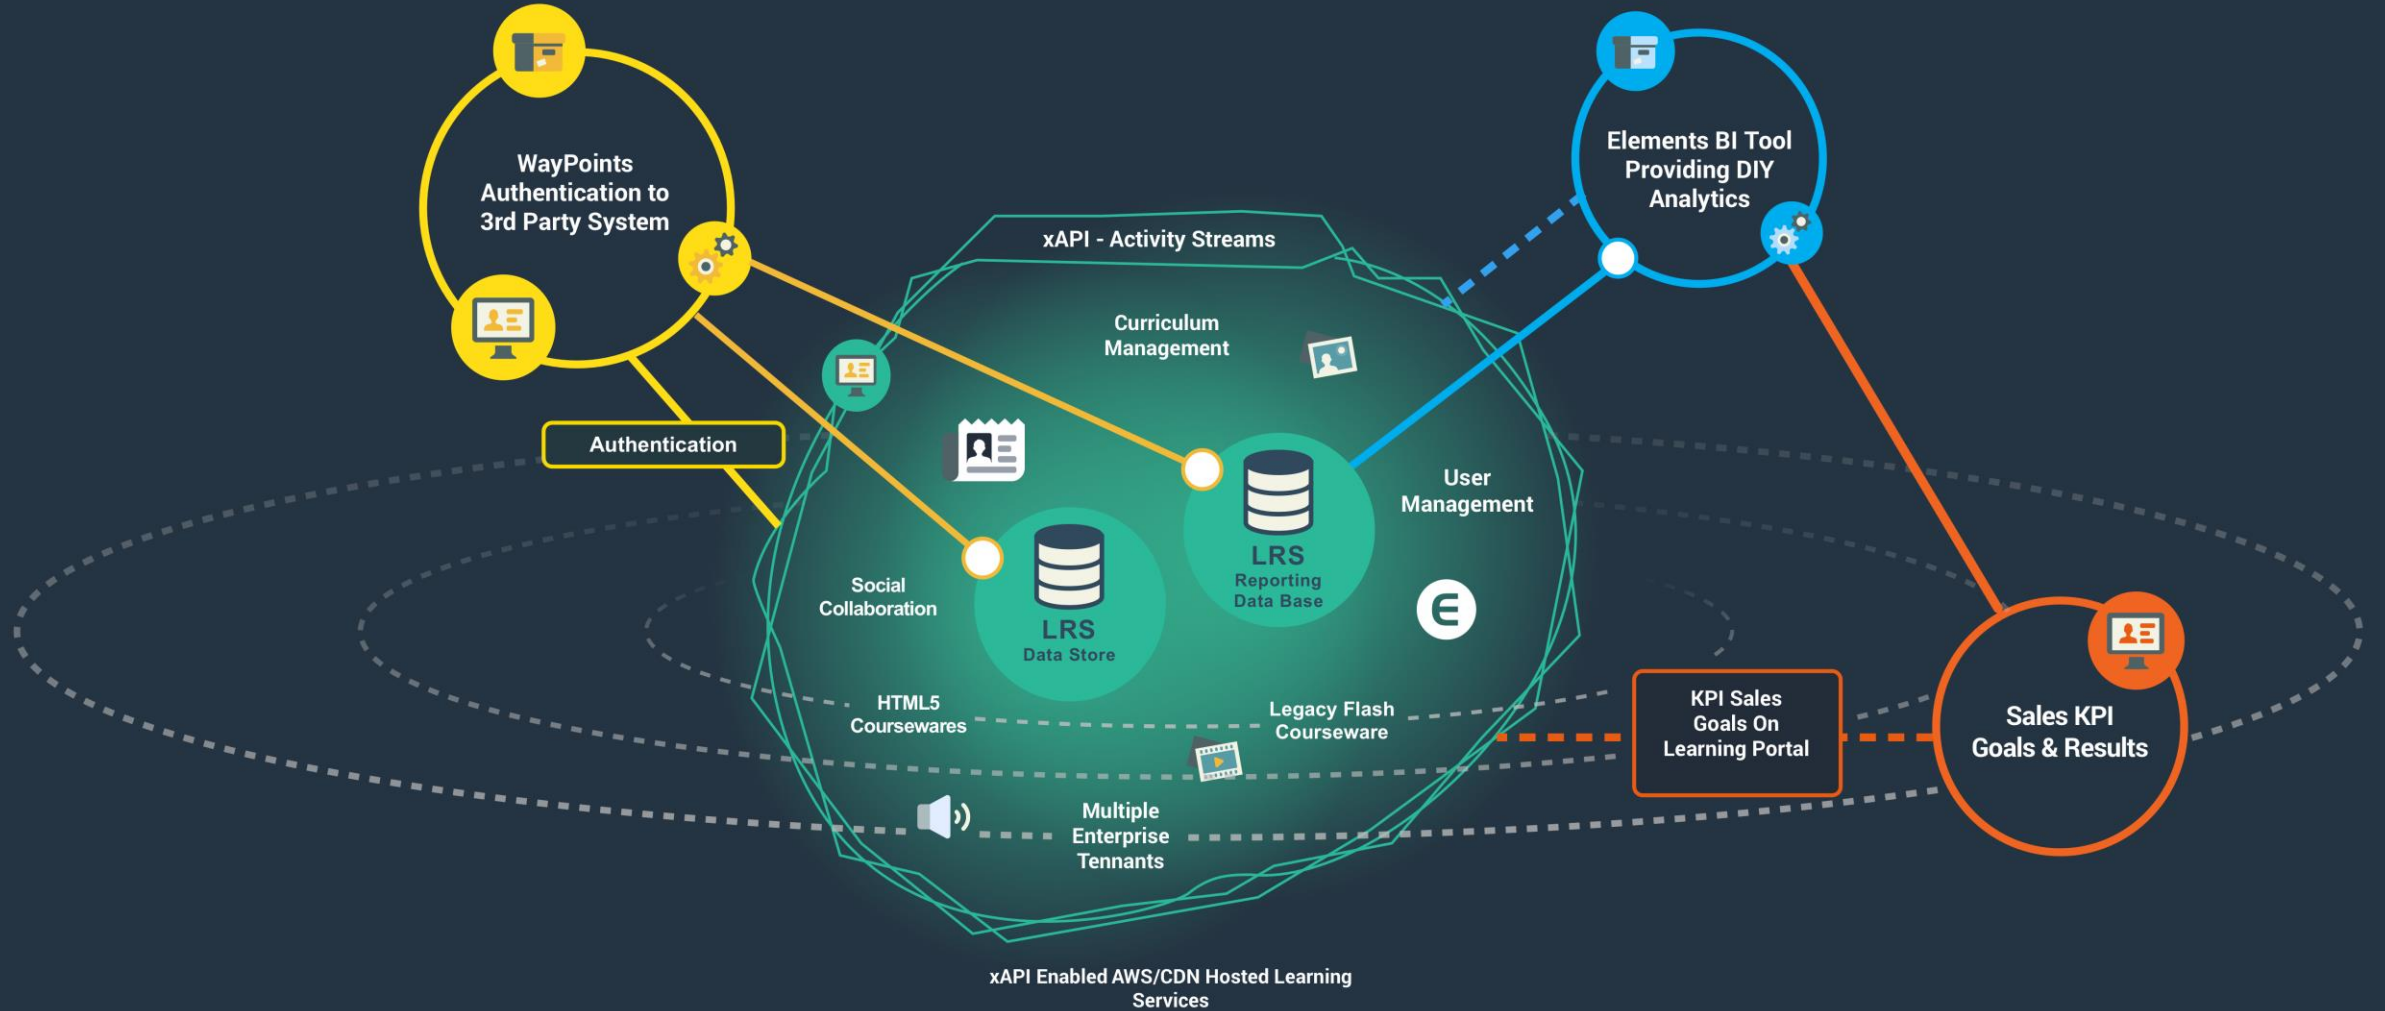 WayPoints
Authentication to
3rd Party System
Elements BI Tool
Providing DIY
Analytics
xAPI - Activity Streams
Curriculum
Management
Authentication
User
Management
LRS
Reporting
Data Base
Social
Collaboration
LRS
Data Store
HTML5
Coursewares
Legacy Flash
Courseware
KPI Sales
Goals On
Learning Portal
Sales KPI
Goals & Results
Multiple
Enterprise
Tennants
xAPI Enabled AWS/CDN Hosted Learning
Services